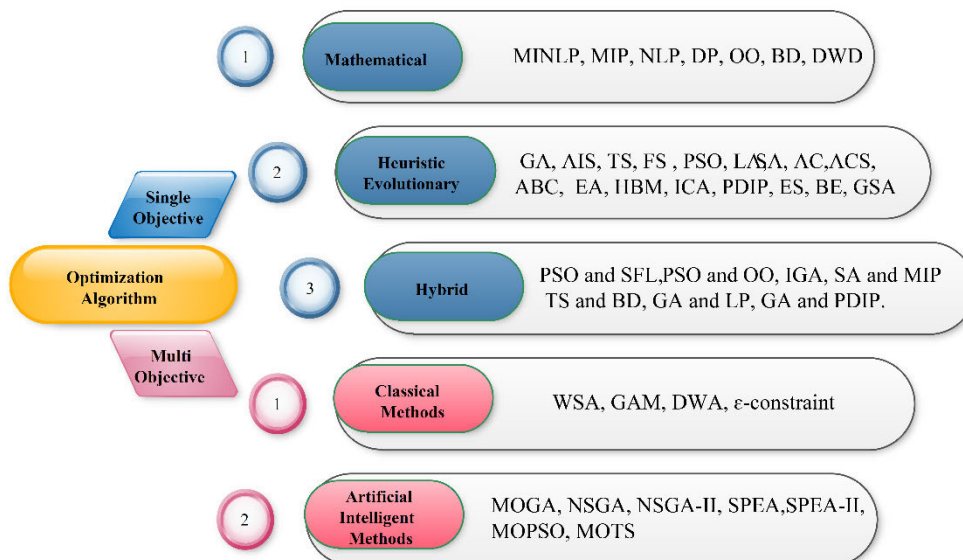 1
Mathematical
MINLP, MIP, NLP, DP, OO, BD, DWD
2
Heuristic
Evolutionary
GA, AIS, TS, FS , PSO, LA,SA, AC,ACS,
ABC, EA, HBM, ICA, PDIP, ES, BE, GSA
Single
Objective
Optimization
Algorithm
3
Hybrid
PSO and SFL,PSO and OO, IGA, SA and MIP
TS and BD, GA and LP, GA and PDIP.
Multi
Objective
1
Classical
Methods
WSA, GAM, DWA, ε-constraint
2
Artificial
Intelligent
Methods
MOGA, NSGA, NSGA-II, SPEA,SPEA-II,
MOPSO, MOTS